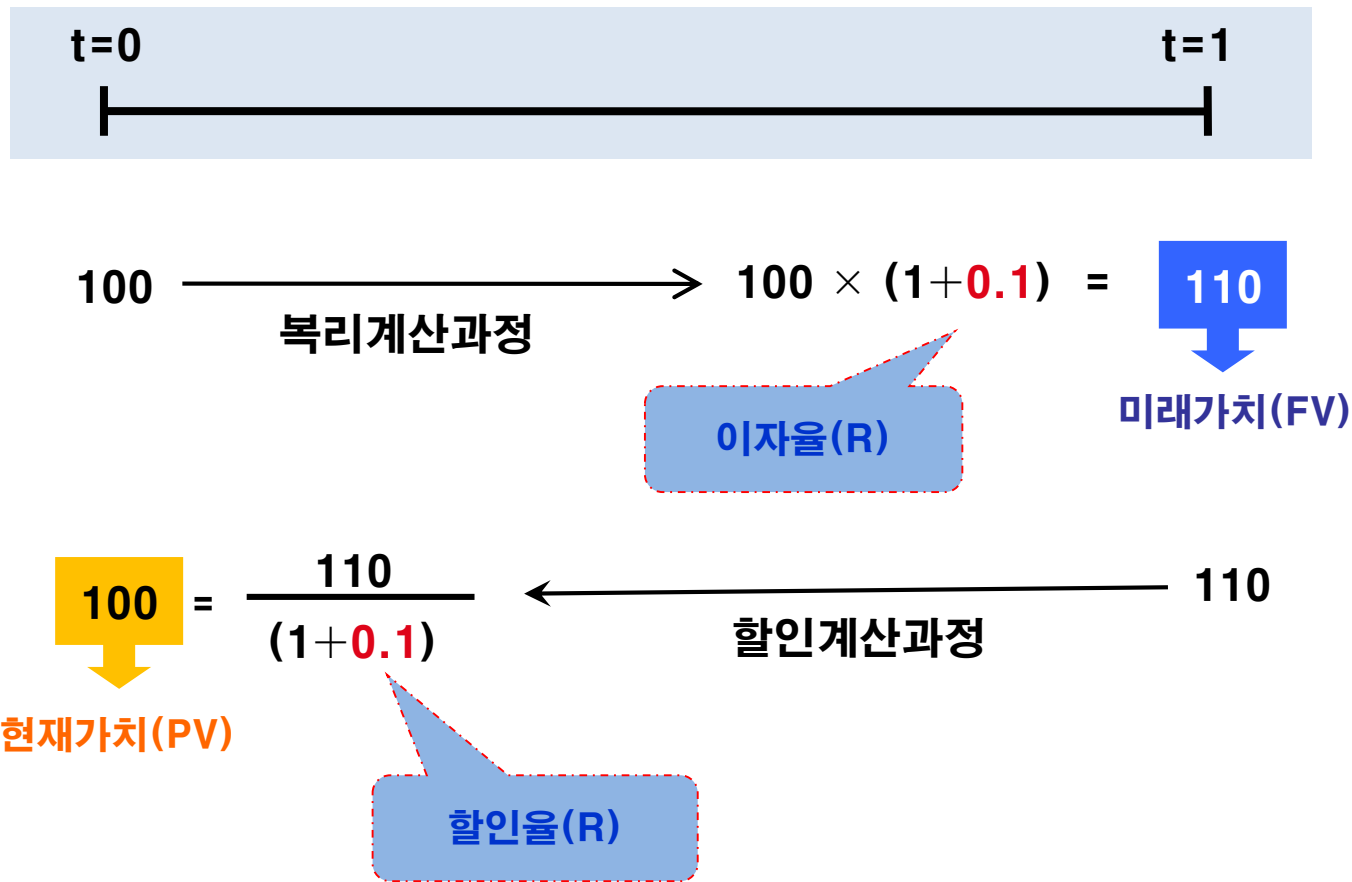 t=0 t=1
100 100 × (1+0.1) = 110
복리계산과정
이자율(R)
미래가치(FV)
100 = 110 110
(1+0.1)
할인계산과정
현재가치(PV)
할인율(R)